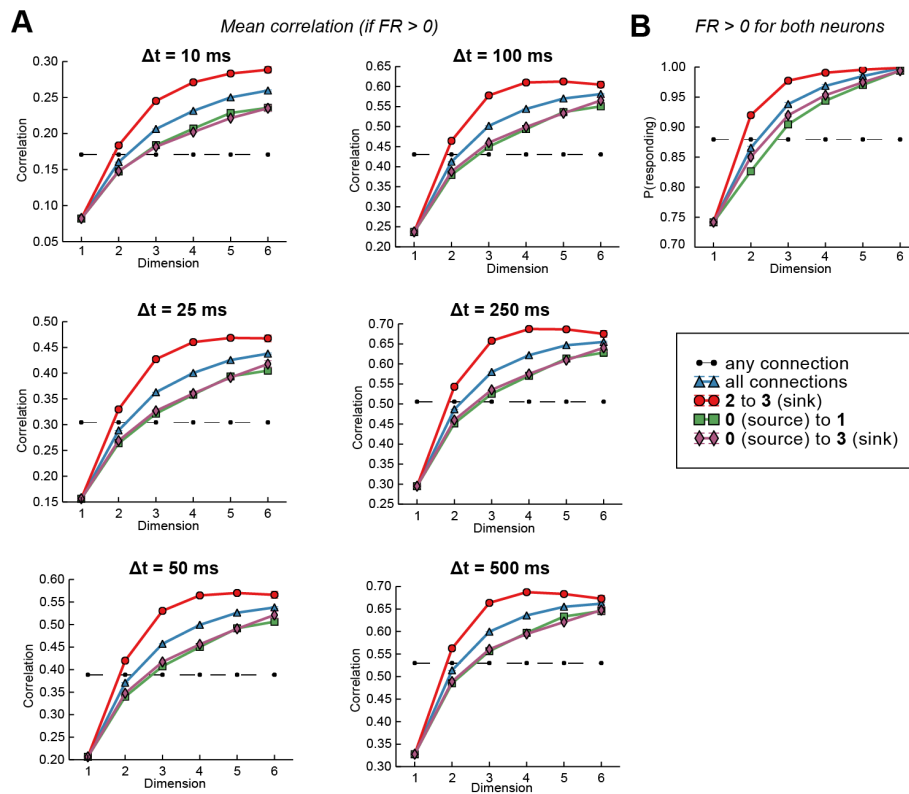 A
Mean correlation (if FR > 0)
B
FR > 0 for both neurons
Δt = 10 ms
0.30
0.25
0.20
0.15
0.10
0.05
Correlation
1 2 3 4 5 6
Dimension
Δt = 100 ms
0.65
0.60
0.55
0.50
0.45
0.40
0.35
0.30
0.25
0.20
Correlation
1 2 3 4 5 6
Dimension
1.00
0.95
0.90
0.85
0.80
0.75
0.70
P(responding)
1 2 3 4 5 6
Dimension
Δt = 25 ms
0.50
0.45
0.40
0.35
0.30
0.25
0.20
0.15
Correlation
1 2 3 4 5 6
Dimension
Δt = 250 ms
0.70
0.65
0.60
0.55
0.50
0.45
0.40
0.35
0.30
0.25
Correlation
1 2 3 4 5 6
Dimension
any connection
all connections
2 to 3 (sink)
0 (source) to 1
0 (source) to 3 (sink)
Δt = 50 ms
0.60
0.55
0.50
0.45
0.40
0.35
0.30
0.25
0.20
Correlation
1 2 3 4 5 6
Dimension
Δt = 500 ms
0.70
0.65
0.60
0.55
0.50
0.45
0.40
0.35
0.30
Correlation
1 2 3 4 5 6
Dimension